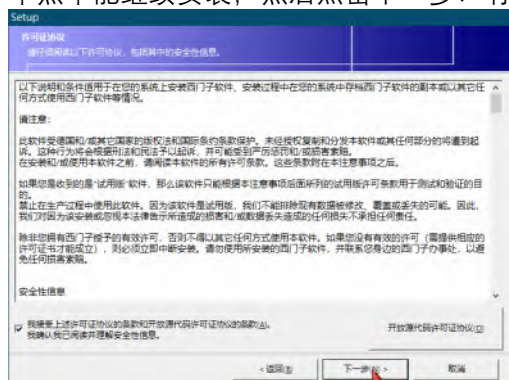 Setup
许可证协议
请仔细阅读以下许可协议，包括其中的安全性信息。
以下说明和条件适用于在您的系统上安装西门子软件，安装过程中在您的系统中存档西门子软件的副本或以其它任
何方式使用西门子软件等情况。
请注意：
此软件受德国和/或其它国家的版权法和国际条约条款保护。未经授权复制和分发本软件或其任何部分的将遭到起
诉。这种行为将会根据刑法和民法予以起诉，并可能受到严厉惩罚和/或损害索赔。
在安装和/或使用本软件之前，请阅读本软件的所有许可条款。这些条款附在本注意事项之后。
如果您是收到的是“试用版”软件，那么该软件只能根据本注意事项后面所列的试用版许可条款用于测试和验证的目
的。
禁止在生产过程中使用此软件。因为该软件是试用版，我们不能排除现有数据被修改、覆盖或丢失的可能。因此，
我们对因为该安装或忽视本法律告示所造成的损害和/或数据丢失造成的任何损失不承担任何责任。
除非您拥有西门子授予的有效许可，否则不得以其它任何方式使用本软件。如果您没有有效的许可（需提供相应的
许可证书才能成立），则必须立即中断安装。请勿使用所安装的西门子软件，并联系您身边的西门子办事处，以避
免任何损害索赔。
安全性信息
我接受上述许可证协议的条款和开放源代码许可证协议的条款(A)。
我确认我已阅读并理解安全性信息。
开放源代码许可证协议(O)
<返回(B)
下一步(N) >
取消